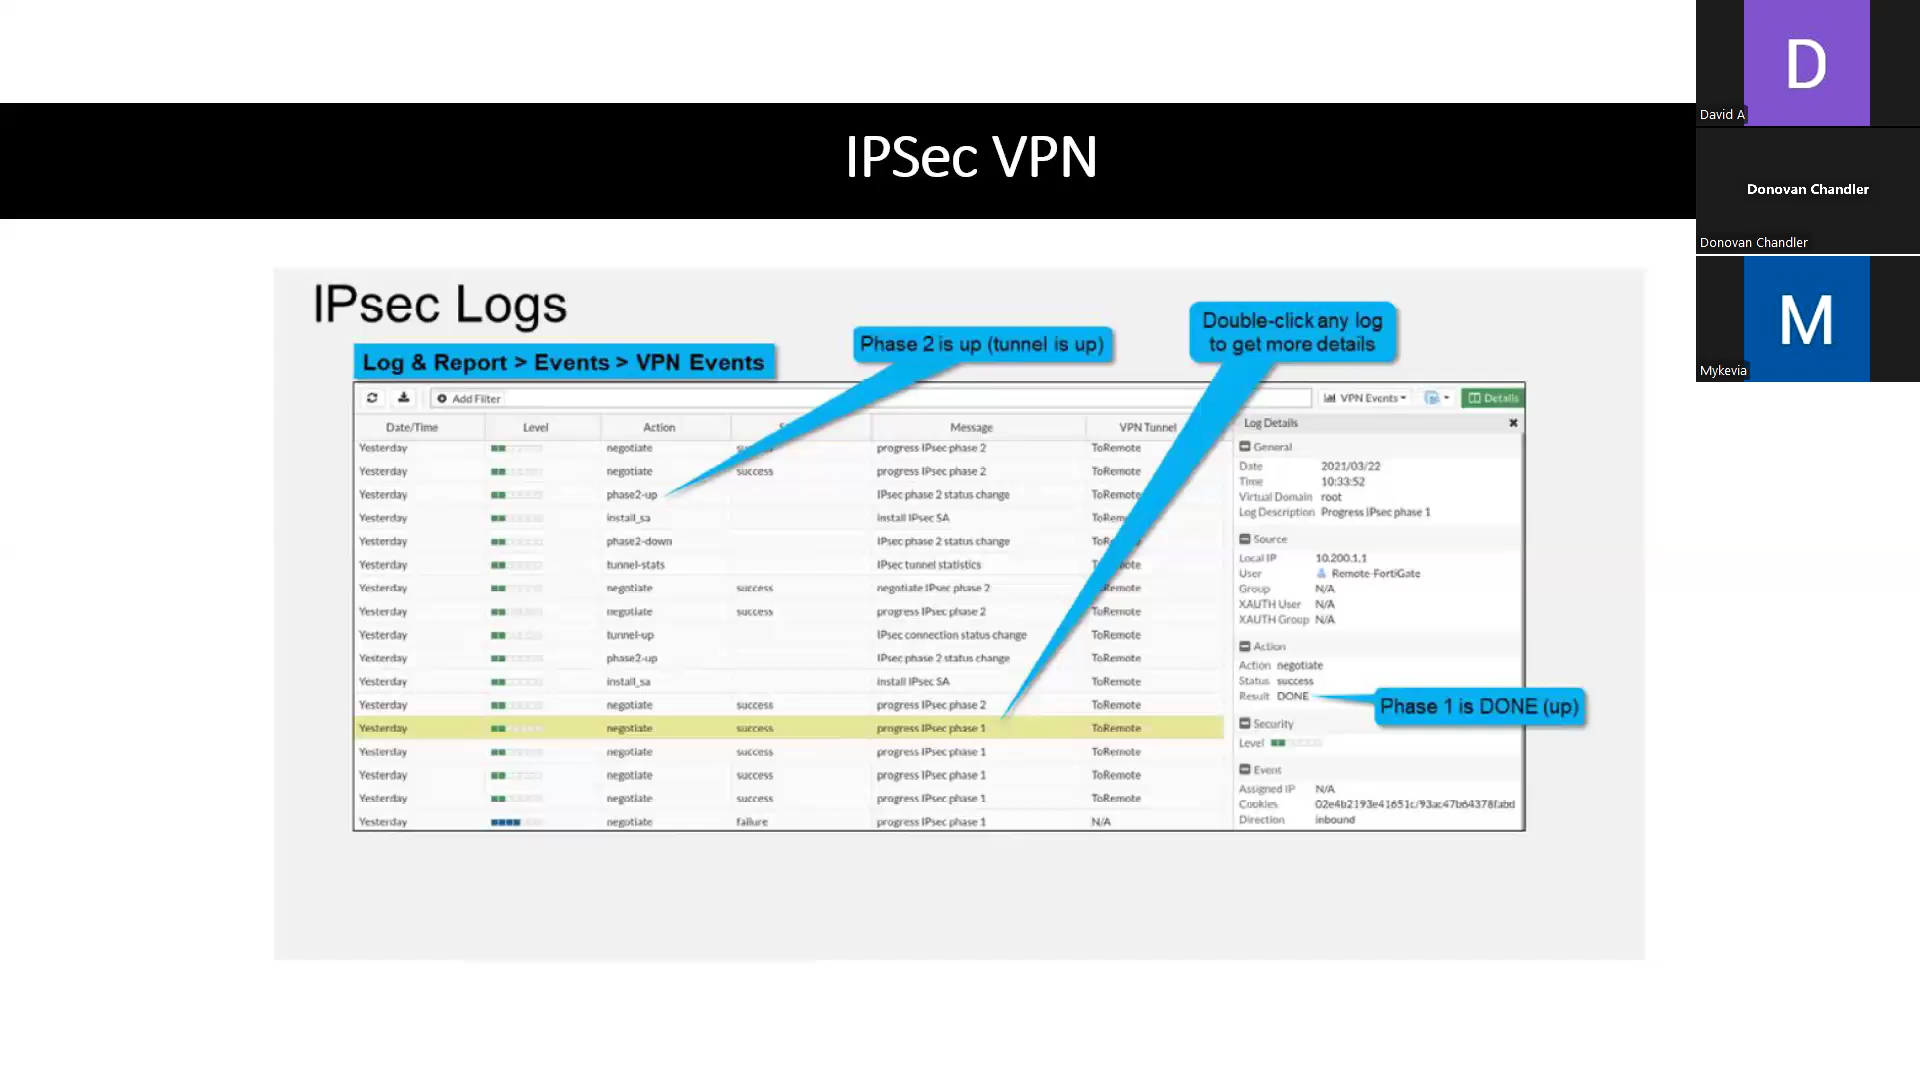 IPSec VPN
IPsec Logs
Log & Report > Events > VPN Events
Phase 2 is up (tunnel is up)
Double-click any log
to get more details
Add Filter
VPN Events
Details
Date/Time Level Action Message VPN Tunnel
Yesterday negotiate progress IPsec phase 2 ToRemote
Yesterday negotiate success progress IPsec phase 2 ToRemote
Yesterday phase2-up IPsec phase 2 status change ToRemote
Yesterday install_sa install IPsec SA
Yesterday phase2-down IPsec phase 2 status change ToRemote
Yesterday tunnel-stats IPsec tunnel statistics
Yesterday negotiate success negotiate IPsec phase 2 ToRemote
Yesterday negotiate success progress IPsec phase 2 ToRemote
Yesterday tunnel-up IPsec connection status change ToRemote
Yesterday phase2-up IPsec phase 2 status change ToRemote
Yesterday install_sa install IPsec SA ToRemote
Yesterday negotiate success progress IPsec phase 2 ToRemote
Yesterday negotiate success progress IPsec phase 1 ToRemote
Yesterday negotiate success progress IPsec phase 1 ToRemote
Yesterday negotiate success progress IPsec phase 1 ToRemote
Yesterday negotiate success progress IPsec phase 1 ToRemote
Yesterday negotiate failure progress IPsec phase 1 N/A
Log Details
General
Date 2021/03/22
Time 10:33:52
Virtual Domain root
Log Description Progress IPsec phase 1
Source
Local IP 10.200.1.1
User Remote-FortiGate
Group N/A
XAUTH User N/A
XAUTH Group N/A
Action
Action negotiate
Status success
Result DONE
Phase 1 is DONE (up)
Security
Level
Event
Assigned IP N/A
Cookies 02e4b2193e41651c/93ac47b64378fabd
Direction inbound
D
David A
Donovan Chandler
Donovan Chandler
M
Mykevia